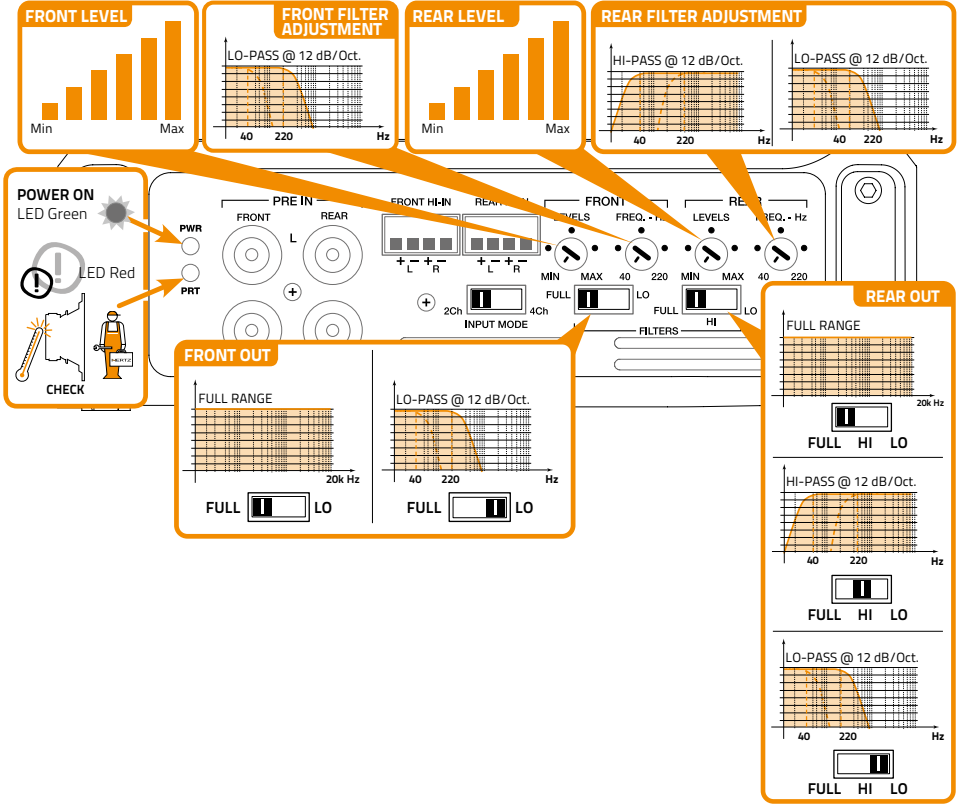 FRONT LEVEL
Min
Max
FRONT FILTER
ADJUSTMENT
LO-PASS @ 12 dB/Oct.
40
220
Hz
REAR LEVEL
Min
Max
REAR FILTER ADJUSTMENT
HI-PASS @ 12 dB/Oct.
40
220
Hz
LO-PASS @ 12 dB/Oct.
40
220
Hz
POWER ON
LED Green
LED Red
HERTZ
CHECK
PWR
PRT
PRE IN
FRONT
REAR
L
FRONT HI-IN
+ - + -
L R
+ - + -
L R
2Ch
4Ch
INPUT MODE
FRONT
LEVELS
FREQ. - Hz
MIN
MAX
40
220
FULL
LO
REAR
LEVELS
FREQ. - Hz
MIN
MAX
40
220
FULL
HI
LO
FILTERS
FRONT OUT
FULL RANGE
20k Hz
FULL
LO
LO-PASS @ 12 dB/Oct.
40
220
Hz
FULL
LO
REAR OUT
FULL RANGE
20k Hz
FULL HI LO
HI-PASS @ 12 dB/Oct.
40
220
Hz
FULL HI LO
LO-PASS @ 12 dB/Oct.
40
220
Hz
FULL HI LO